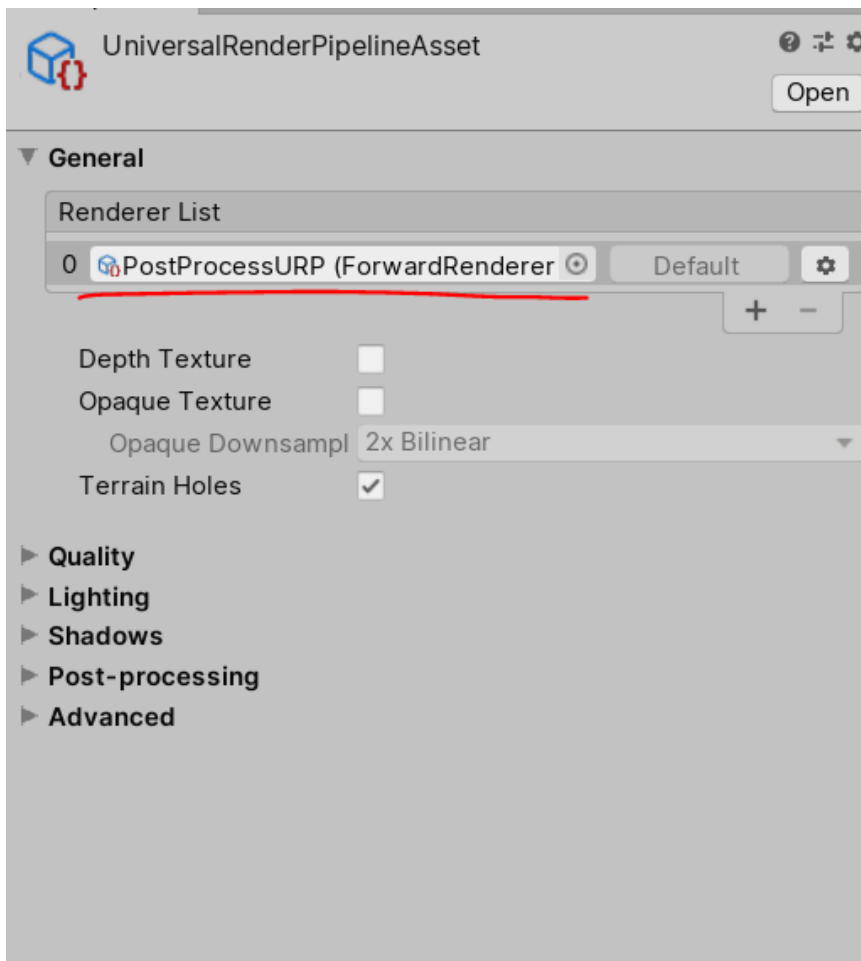 UniversalRenderPipelineAsset
Open
General
Renderer List
0 PostProcessURP (ForwardRenderer Default
+ −
Depth Texture
Opaque Texture
Opaque Downsampl 2x Bilinear
Terrain Holes
Quality
Lighting
Shadows
Post-processing
Advanced